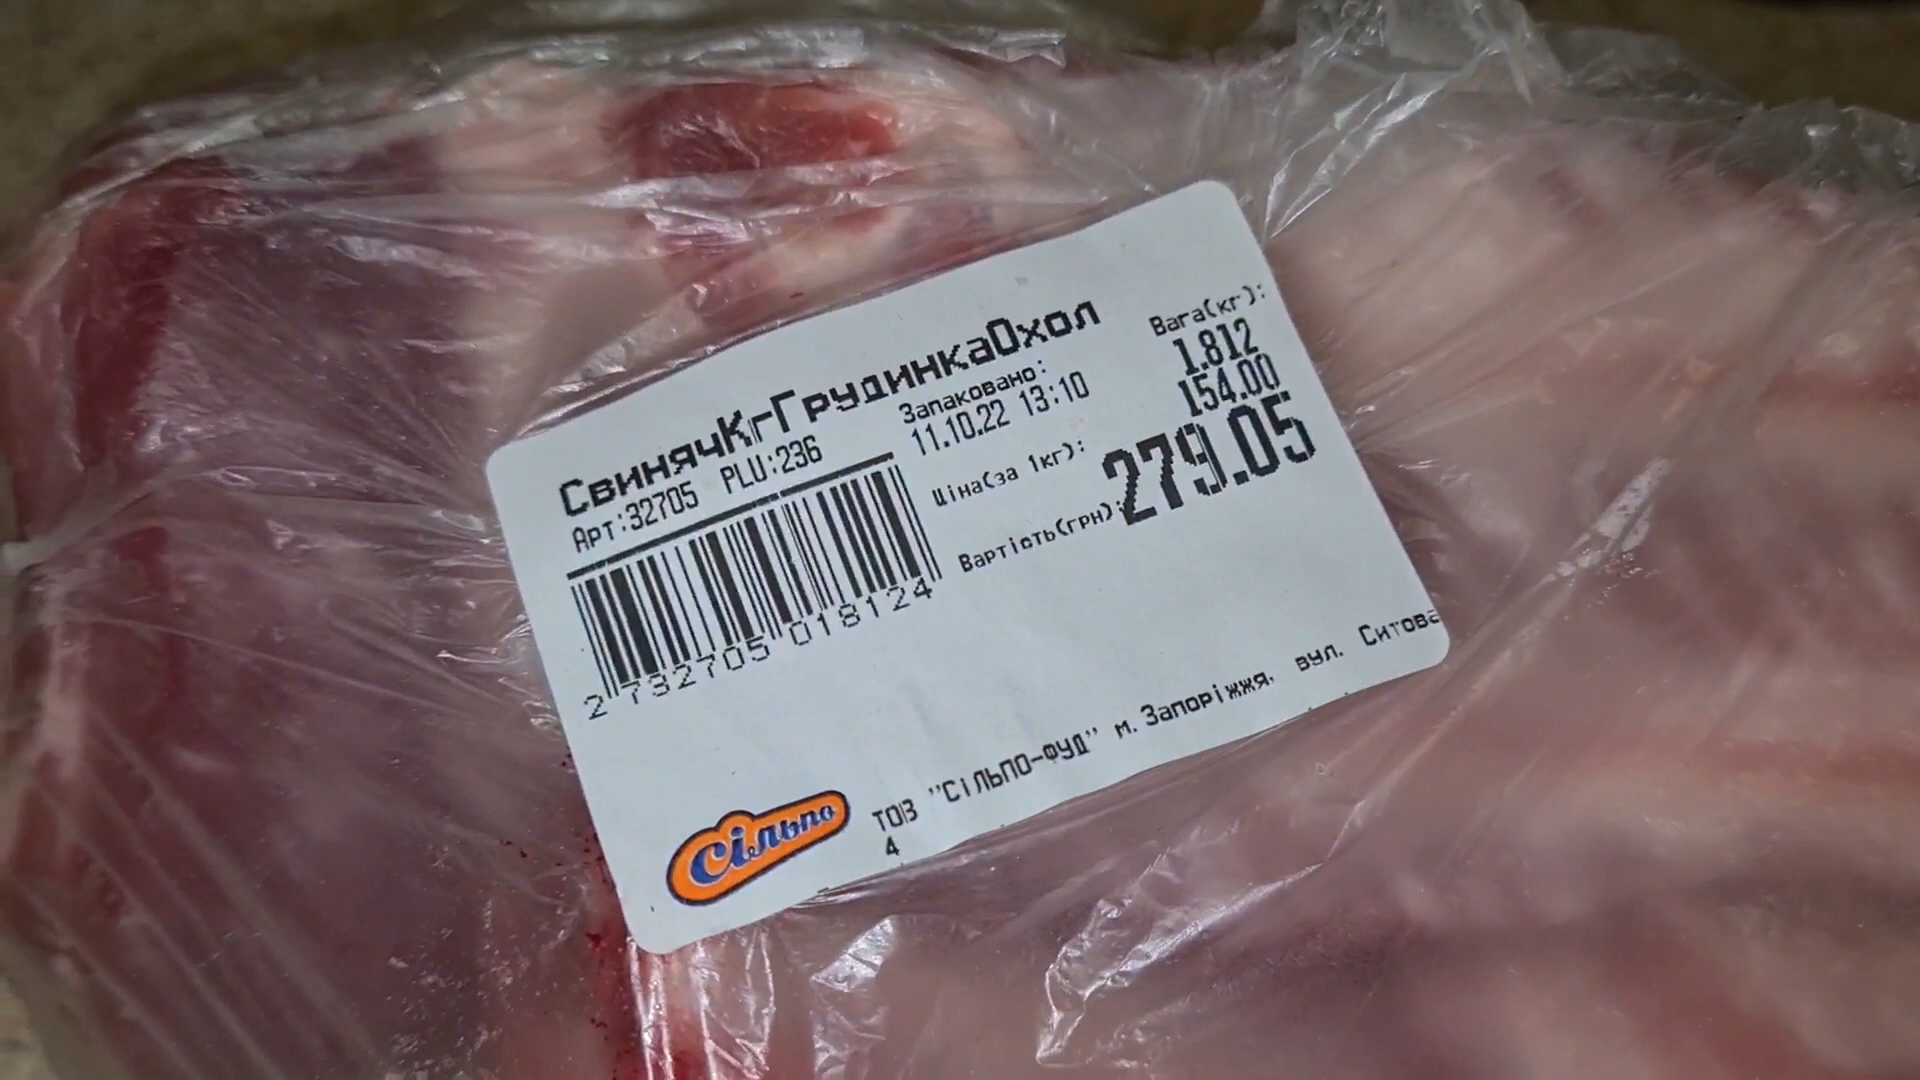 СвинячКгГрудинкаОхол
Арт:32705 PLU:236
Запаковано:
11.10.22 13:10
Вага(кг):
1.812
154.00
Ціна(за 1кг):
279.05
Вартість(грн):
2 732705 018124
Сільпо
ТОВ "СІЛЬПО-ФУД" м. Запоріжжя, вул. Ситова
4